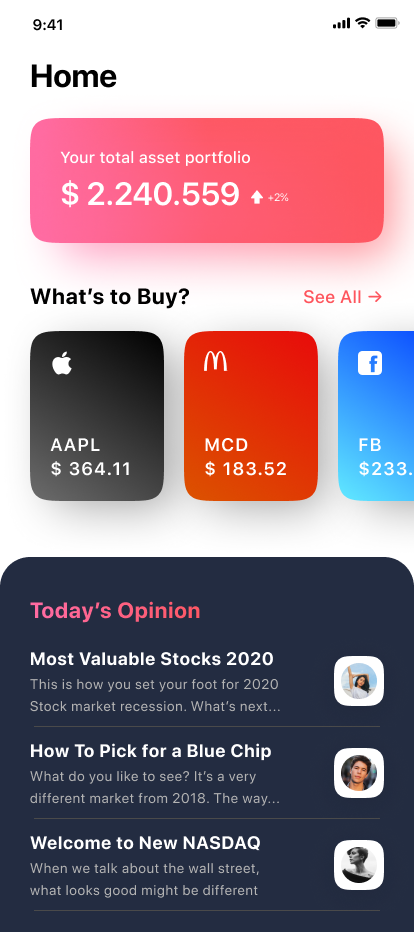 9:41
Home
Your total asset portfolio
$ 2.240.559 +2%
What's to Buy?
See All →
AAPL
$ 364.11
MCD
$ 183.52
FB
$233.
Today's Opinion
Most Valuable Stocks 2020
This is how you set your foot for 2020
Stock market recession. What's next...
How To Pick for a Blue Chip
What do you like to see? It's a very
different market from 2018. The way...
Welcome to New NASDAQ
When we talk about the wall street,
what looks good might be different